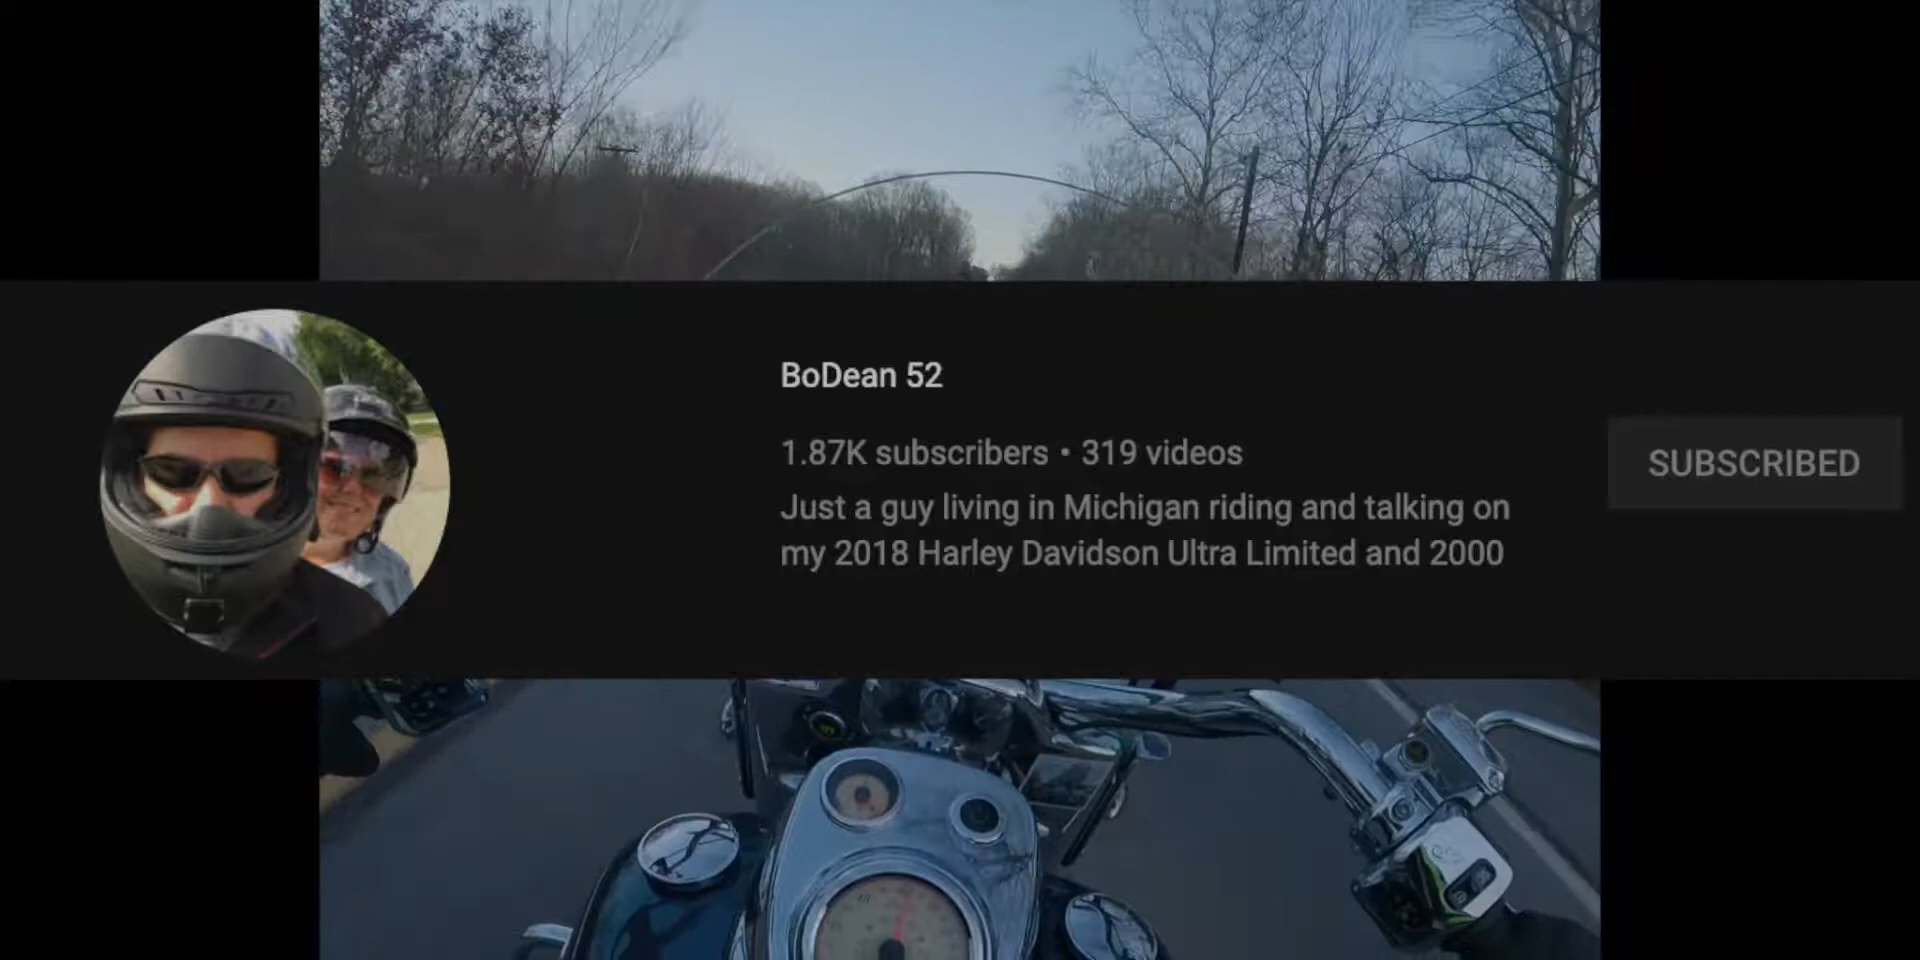 BoDean 52
1.87K subscribers • 319 videos
Just a guy living in Michigan riding and talking on
my 2018 Harley Davidson Ultra Limited and 2000
SUBSCRIBED